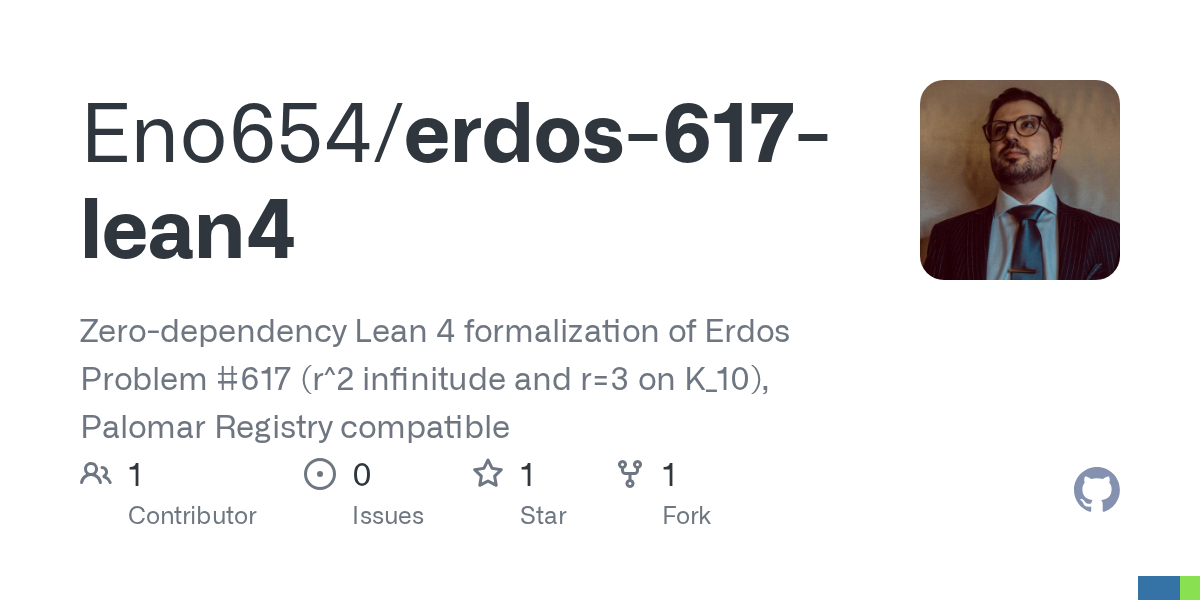 Eno654/erdos-617-
lean4
Zero-dependency Lean 4 formalization of Erdos
Problem #617 (r^2 infinitude and r=3 on K_10),
Palomar Registry compatible
1 0 1 1
Contributor Issues Star Fork